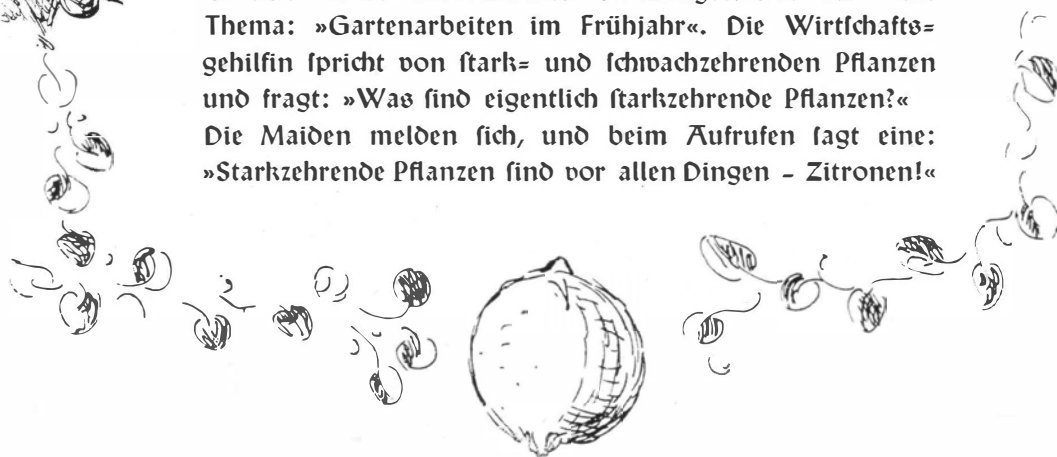 Thema: »Gartenarbeiten im Frühjahr«. Die Wirtſchafts=
gehilfin ſpricht von ſtark= und ſchwachzehrenden Pflanzen
und fragt: »Was ſind eigentlich ſtarkzehrende Pflanzen?«
Die Maiden melden ſich, und beim Aufrufen ſagt eine:
»Starkzehrende Pflanzen ſind vor allen Dingen – Zitronen!«